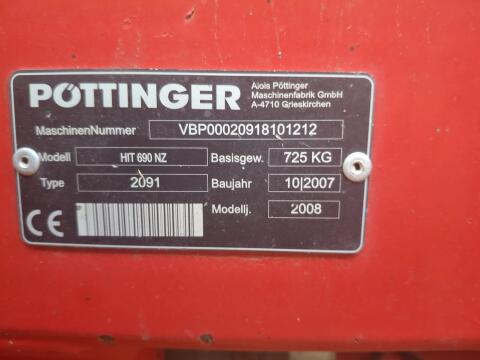 PÖTTINGER
Alois Pöttinger
Maschinenfabrik GmbH
A-4710 Grieskirchen
MaschinenNummer VBP00020918101212
Modell HIT 690 NZ Basisgew. 725 KG
Type 2091 Baujahr 10|2007
Modellj. 2008
CE